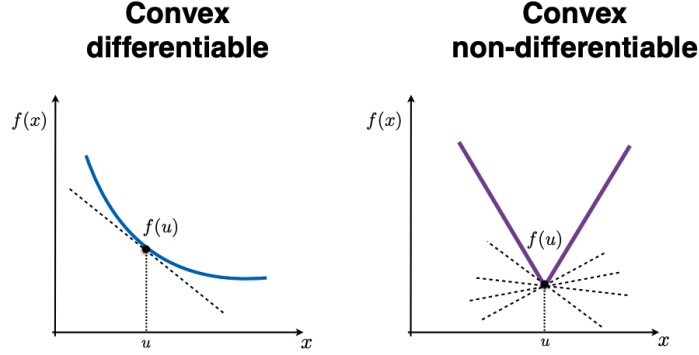 Convex
differentiable
f(x)
f(u)
u
x
Convex
non-differentiable
f(x)
f(u)
u
x